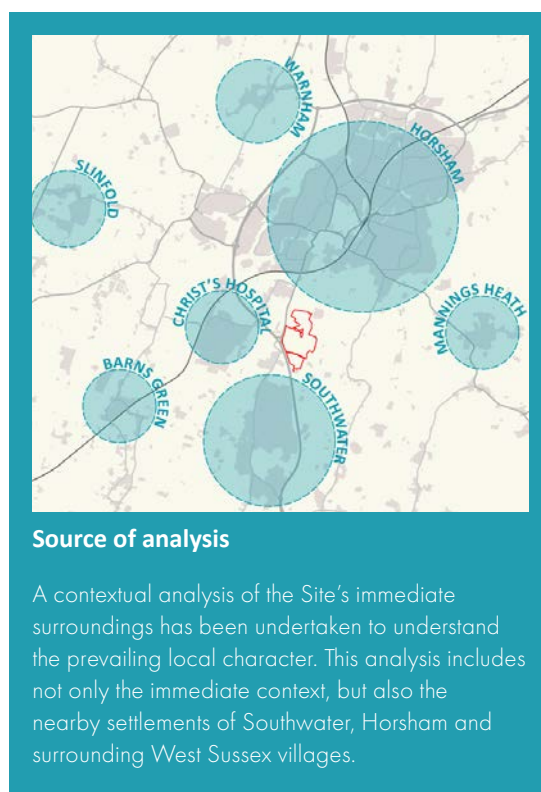 WARNHAM
HORSHAM
SLINFOLD
CHRIST'S HOSPITAL
MANNINGS HEATH
BARNS GREEN
SOUTHWATER
Source of analysis
A contextual analysis of the Site's immediate
surroundings has been undertaken to understand
the prevailing local character. This analysis includes
not only the immediate context, but also the
nearby settlements of Southwater, Horsham and
surrounding West Sussex villages.